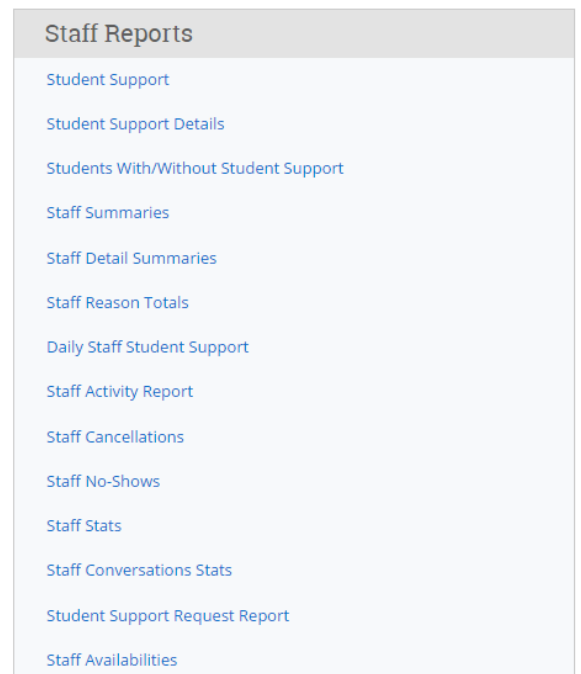 Staff Reports
Student Support
Student Support Details
Students With/Without Student Support
Staff Summaries
Staff Detail Summaries
Staff Reason Totals
Daily Staff Student Support
Staff Activity Report
Staff Cancellations
Staff No-Shows
Staff Stats
Staff Conversations Stats
Student Support Request Report
Staff Availabilities